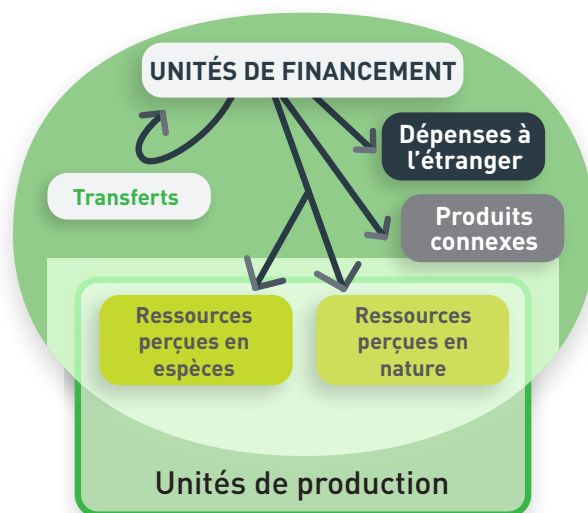 UNITÉS DE FINANCEMENT
Dépenses à
l'étranger
Transferts
Produits
connexes
Ressources
perçues en
espèces
Ressources
perçues en
nature
Unités de production